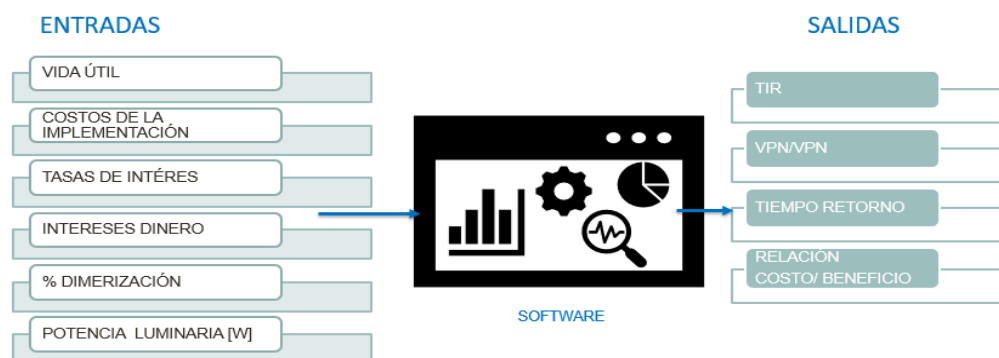 ENTRADAS
VIDA ÚTIL
COSTOS DE LA
IMPLEMENTACIÓN
TASAS DE INTÉRES
INTERESES DINERO
% DIMERIZACIÓN
POTENCIA LUMINARIA [W]
SOFTWARE
SALIDAS
TIR
VPN/VPN
TIEMPO RETORNO
RELACIÓN
COSTO/ BENEFICIO